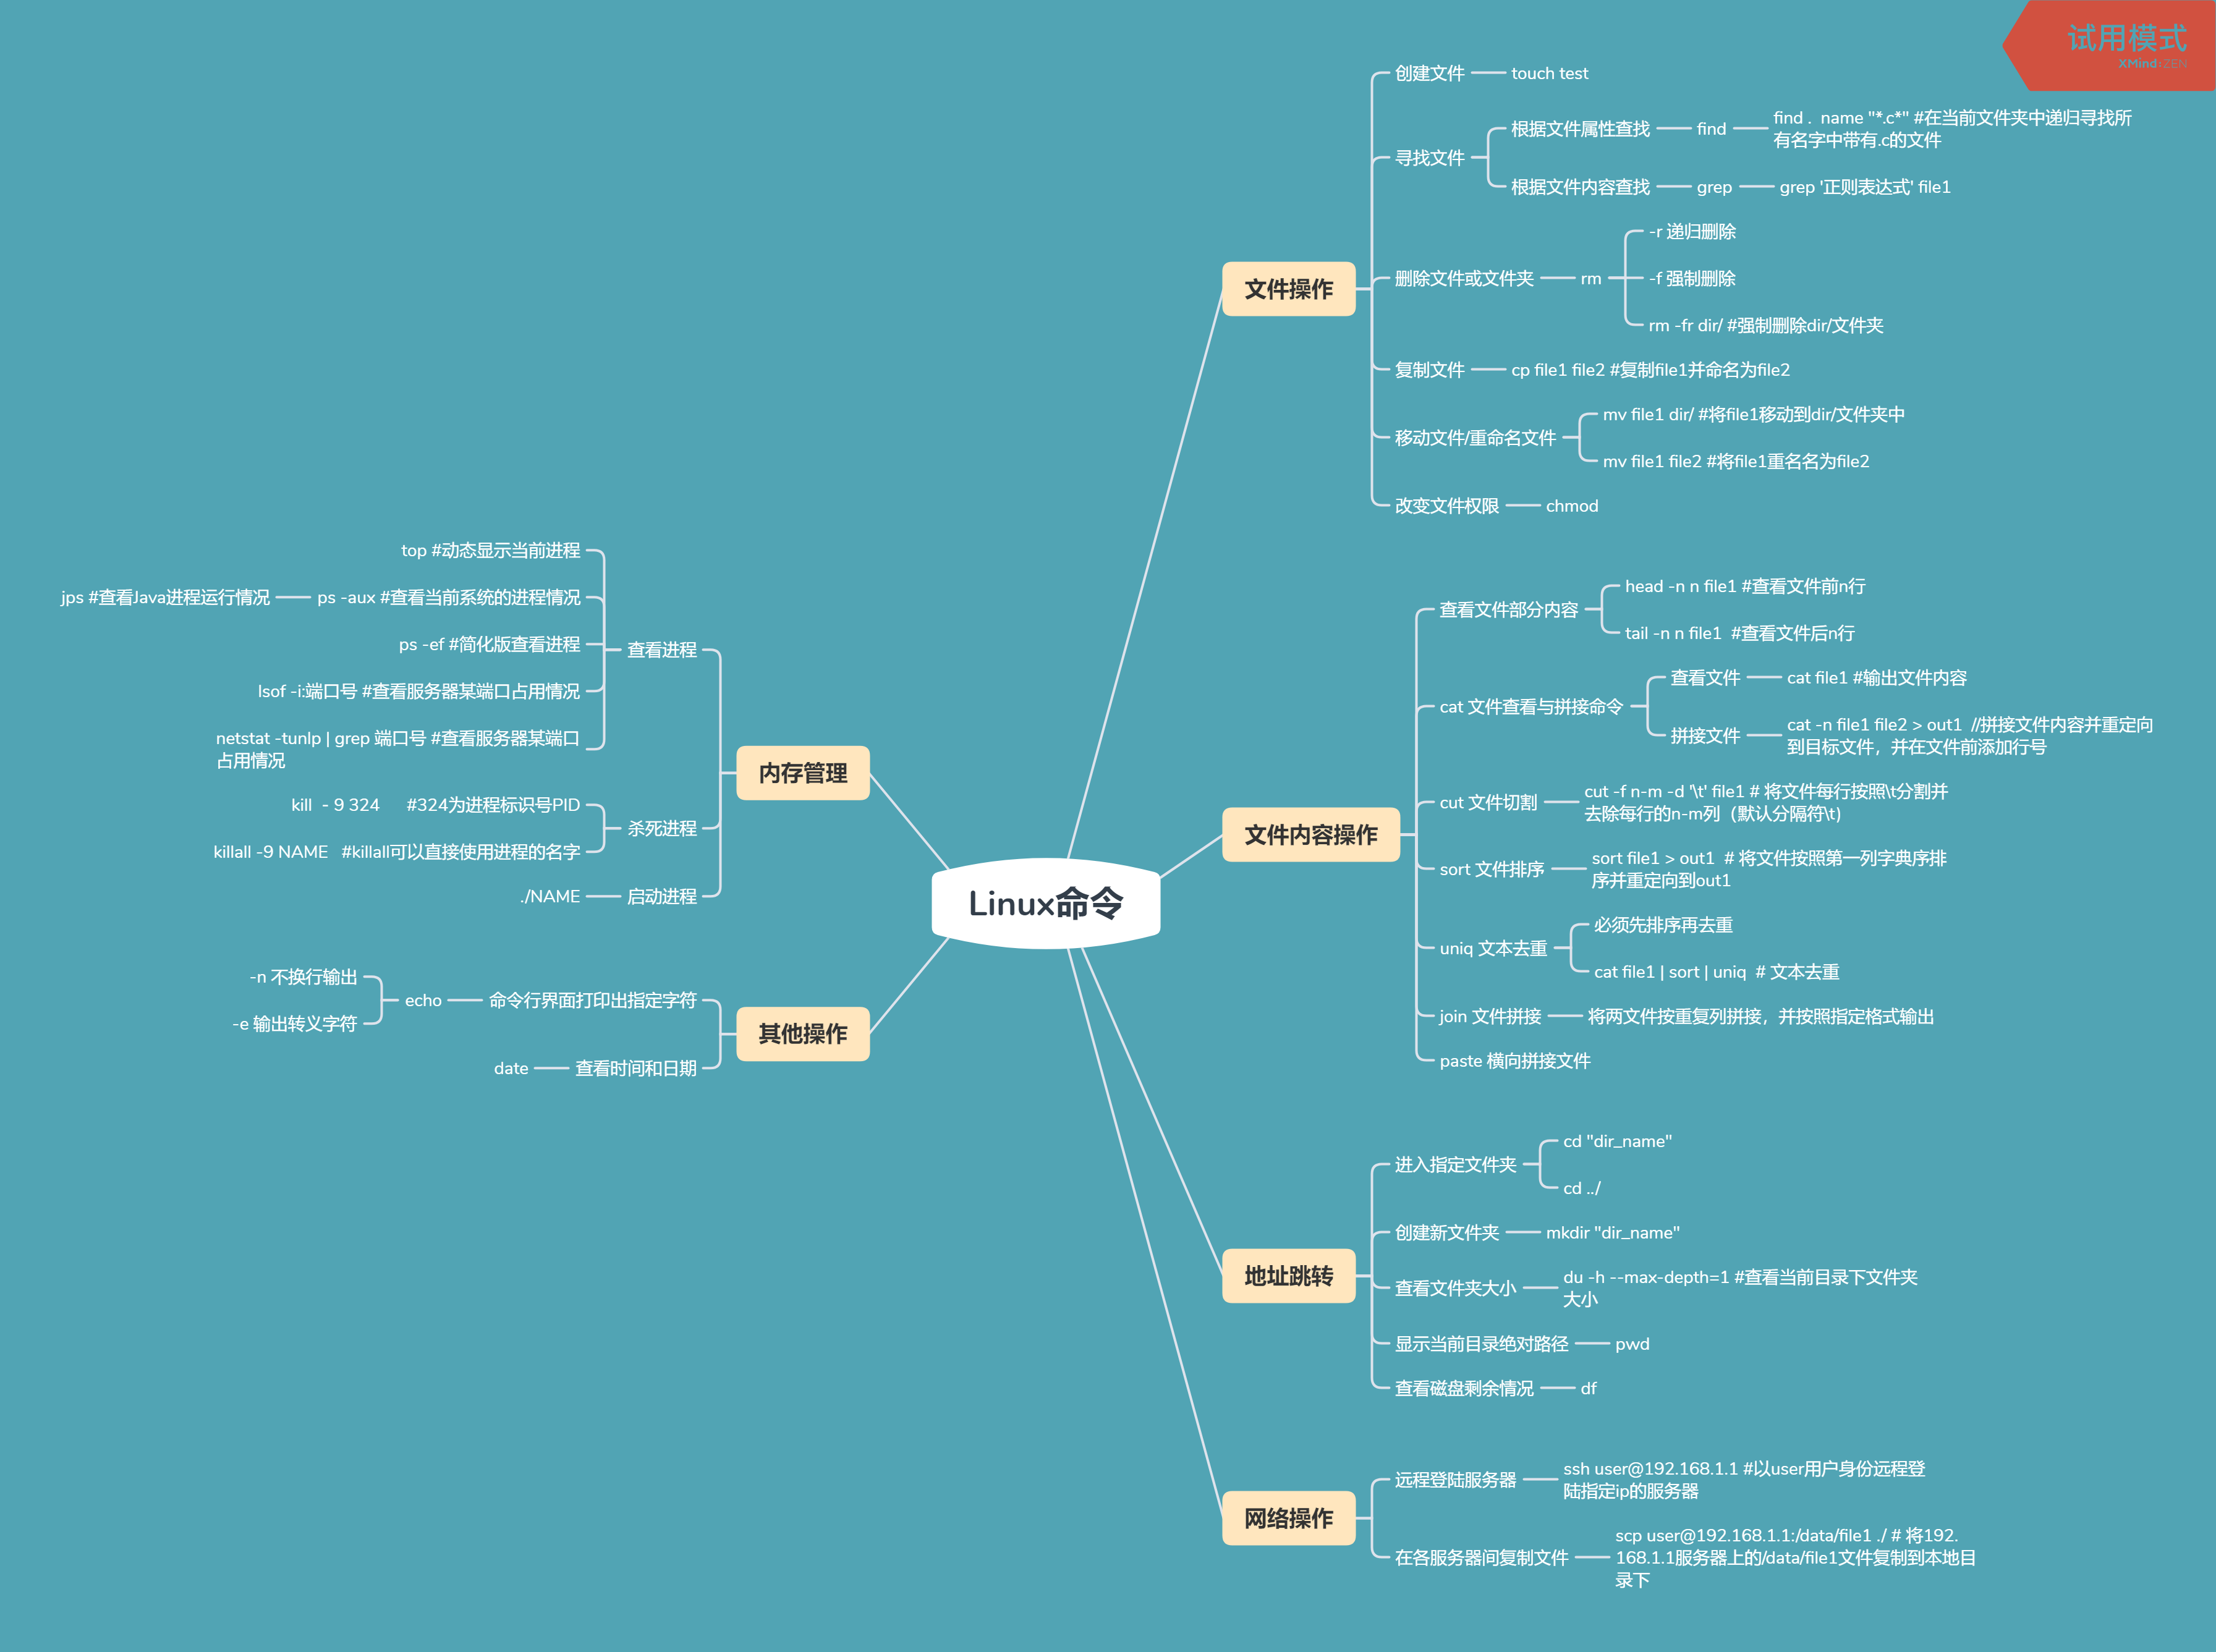 试用模式
XMind:ZEN
Linux命令
文件操作
创建文件
touch test
寻找文件
根据文件属性查找
find
find .  name "*.c*" #在当前文件夹中递归寻找所
有名字中带有.c的文件
根据文件内容查找
grep
grep '正则表达式' file1
删除文件或文件夹
rm
-r 递归删除
-f 强制删除
rm -fr dir/ #强制删除dir/文件夹
复制文件
cp file1 file2 #复制file1并命名为file2
移动文件/重命名文件
mv file1 dir/ #将file1移动到dir/文件夹中
mv file1 file2 #将file1重名名为file2
改变文件权限
chmod
文件内容操作
查看文件部分内容
head -n n file1 #查看文件前n行
tail -n n file1  #查看文件后n行
cat 文件查看与拼接命令
查看文件
cat file1 #输出文件内容
拼接文件
cat -n file1 file2 > out1  //拼接文件内容并重定向
到目标文件，并在文件前添加行号
cut 文件切割
cut -f n-m -d '\t' file1 # 将文件每行按照\t分割并
去除每行的n-m列（默认分隔符\t)
sort 文件排序
sort file1 > out1  # 将文件按照第一列字典序排
序并重定向到out1
uniq 文本去重
必须先排序再去重
cat file1 | sort | uniq  # 文本去重
join 文件拼接
将两文件按重复列拼接，并按照指定格式输出
paste 横向拼接文件
地址跳转
进入指定文件夹
cd "dir_name"
cd ../
创建新文件夹
mkdir "dir_name"
查看文件夹大小
du -h --max-depth=1 #查看当前目录下文件夹
大小
显示当前目录绝对路径
pwd
查看磁盘剩余情况
df
网络操作
远程登陆服务器
ssh user@192.168.1.1 #以user用户身份远程登
陆指定ip的服务器
在各服务器间复制文件
scp user@192.168.1.1:/data/file1 ./ # 将192.
168.1.1服务器上的/data/file1文件复制到本地目
录下
内存管理
查看进程
top #动态显示当前进程
ps -aux #查看当前系统的进程情况
jps #查看Java进程运行情况
ps -ef #简化版查看进程
lsof -i:端口号 #查看服务器某端口占用情况
netstat -tunlp | grep 端口号 #查看服务器某端口
占用情况
杀死进程
kill  - 9 324      #324为进程标识号PID
killall -9 NAME   #killall可以直接使用进程的名字
启动进程
./NAME
其他操作
命令行界面打印出指定字符
echo
-n 不换行输出
-e 输出转义字符
查看时间和日期
date